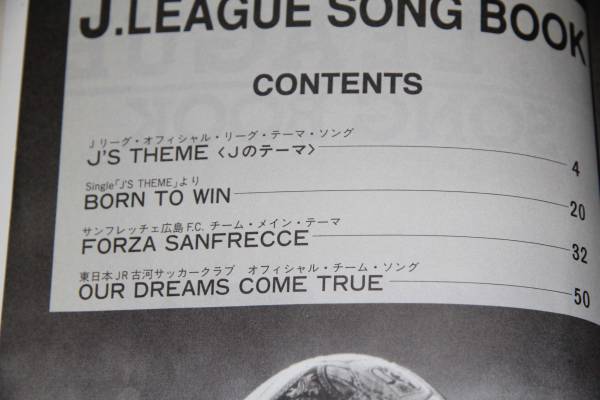 J.LEAGUE SONG BOOK
CONTENTS
Jリーグ・オフィシャル・リーグ・テーマ・ソング
J'S THEME〈Jのテーマ〉 4
Single「J'S THEME」より
BORN TO WIN 20
サンフレッチェ広島F.C. チーム・メイン・テーマ
FORZA SANFRECCE 32
東日本JR古河サッカークラブ オフィシャル・チーム・ソング
OUR DREAMS COME TRUE 50